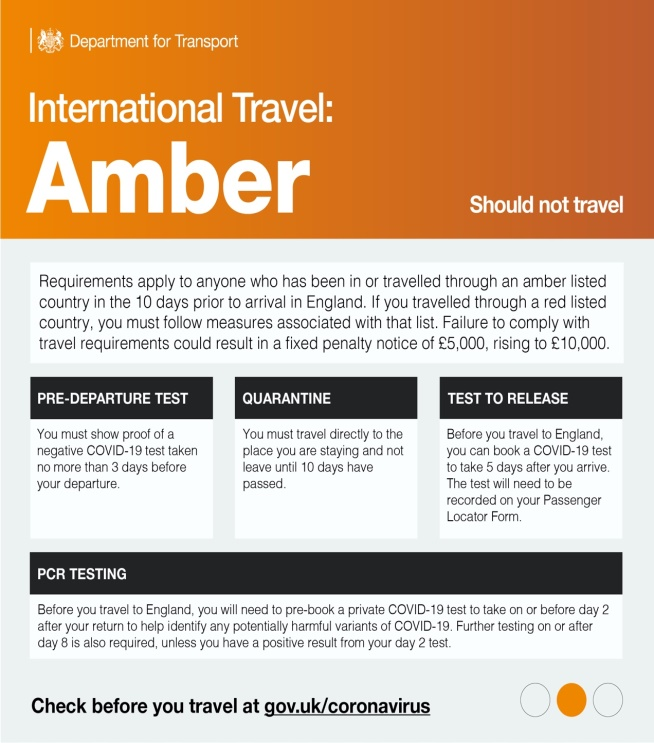 Department for Transport
International Travel:
Amber
Should not travel
Requirements apply to anyone who has been in or travelled through an amber listed
country in the 10 days prior to arrival in England. If you travelled through a red listed
country, you must follow measures associated with that list. Failure to comply with
travel requirements could result in a fixed penalty notice of £5,000, rising to £10,000.
PRE-DEPARTURE TEST
You must show proof of a
negative COVID-19 test taken
no more than 3 days before
your departure.
QUARANTINE
You must travel directly to the
place you are staying and not
leave until 10 days have
passed.
TEST TO RELEASE
Before you travel to England,
you can book a COVID-19 test
to take 5 days after you arrive.
The test will need to be
recorded on your Passenger
Locator Form.
PCR TESTING
Before you travel to England, you will need to pre-book a private COVID-19 test to take on or before day 2
after your return to help identify any potentially harmful variants of COVID-19. Further testing on or after
day 8 is also required, unless you have a positive result from your day 2 test.
Check before you travel at gov.uk/coronavirus